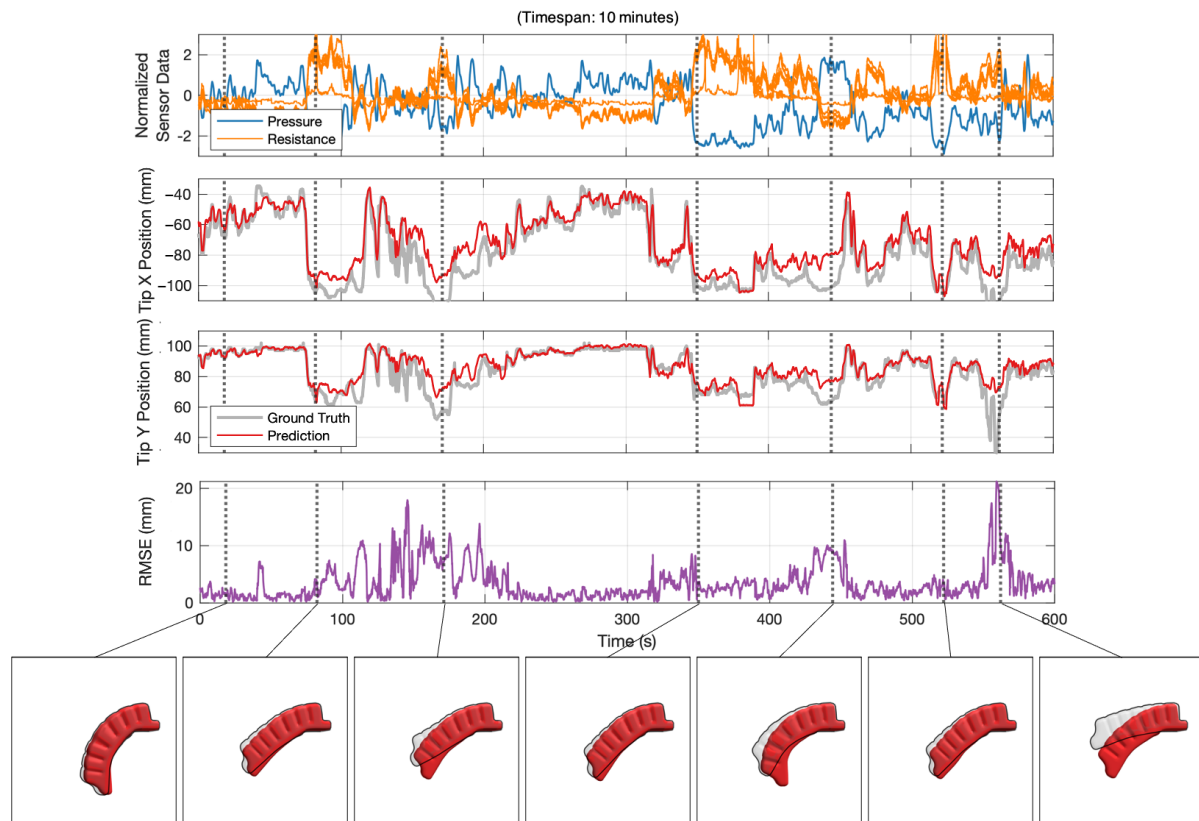 (Timespan: 10 minutes)
Normalized
Sensor Data
2
0
−2
Pressure
Resistance
Tip X Position (mm)
−40
−60
−80
−100
Tip Y Position (mm)
100
80
60
40
Ground Truth
Prediction
RMSE (mm)
20
10
0
0 100 200 300 400 500 600
Time (s)